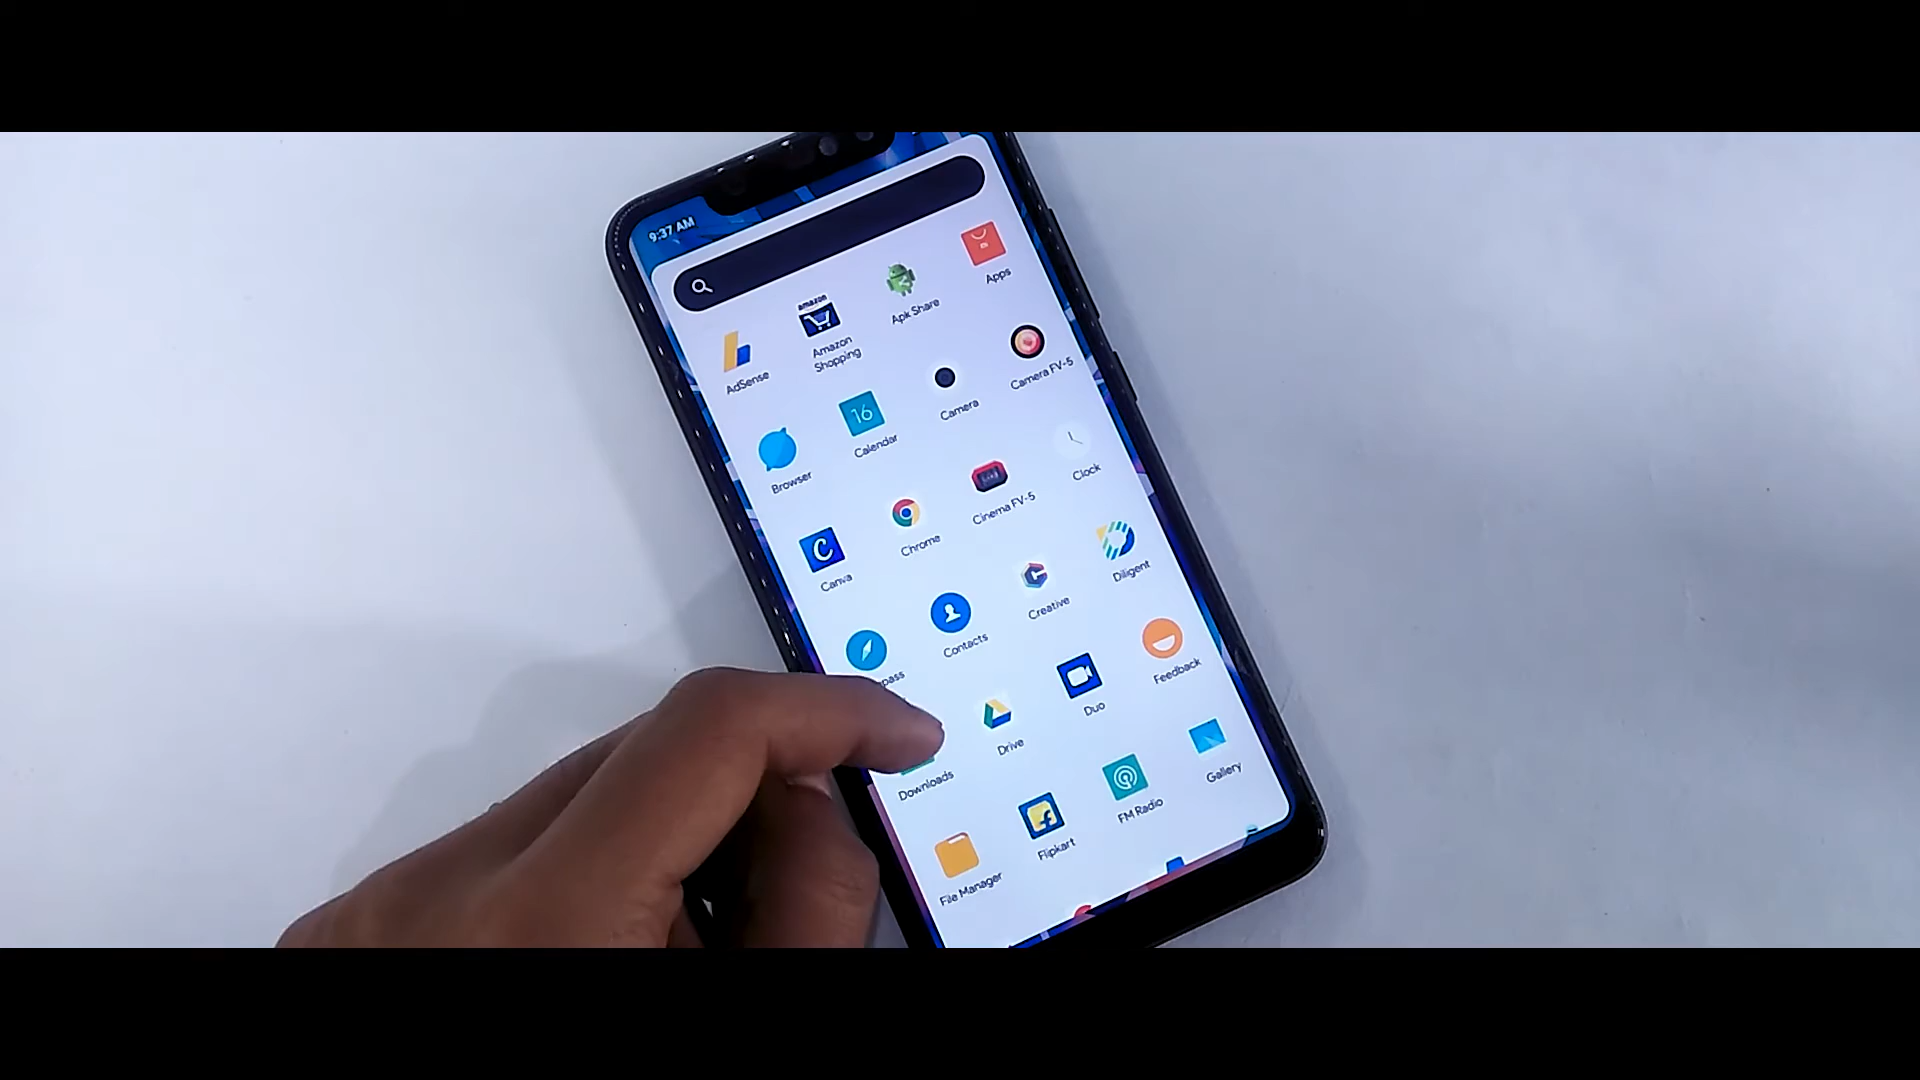 9:37 AM
AdSense
amazon
Amazon
Shopping
Apk Share
Apps
Browser
16
Calendar
Camera
Camera FV-5
Canva
Chrome
Cinema FV-5
Clock
pass
Contacts
Creative
Diligent
Downloads
Drive
Duo
Feedback
File Manager
Flipkart
FM Radio
Gallery